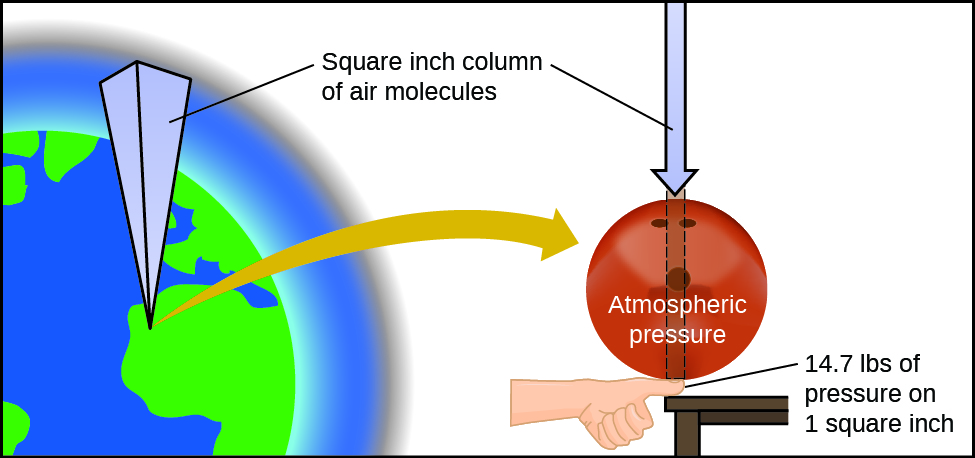 Square inch column
of air molecules
Atmospheric
pressure
14.7 lbs of
pressure on
1 square inch